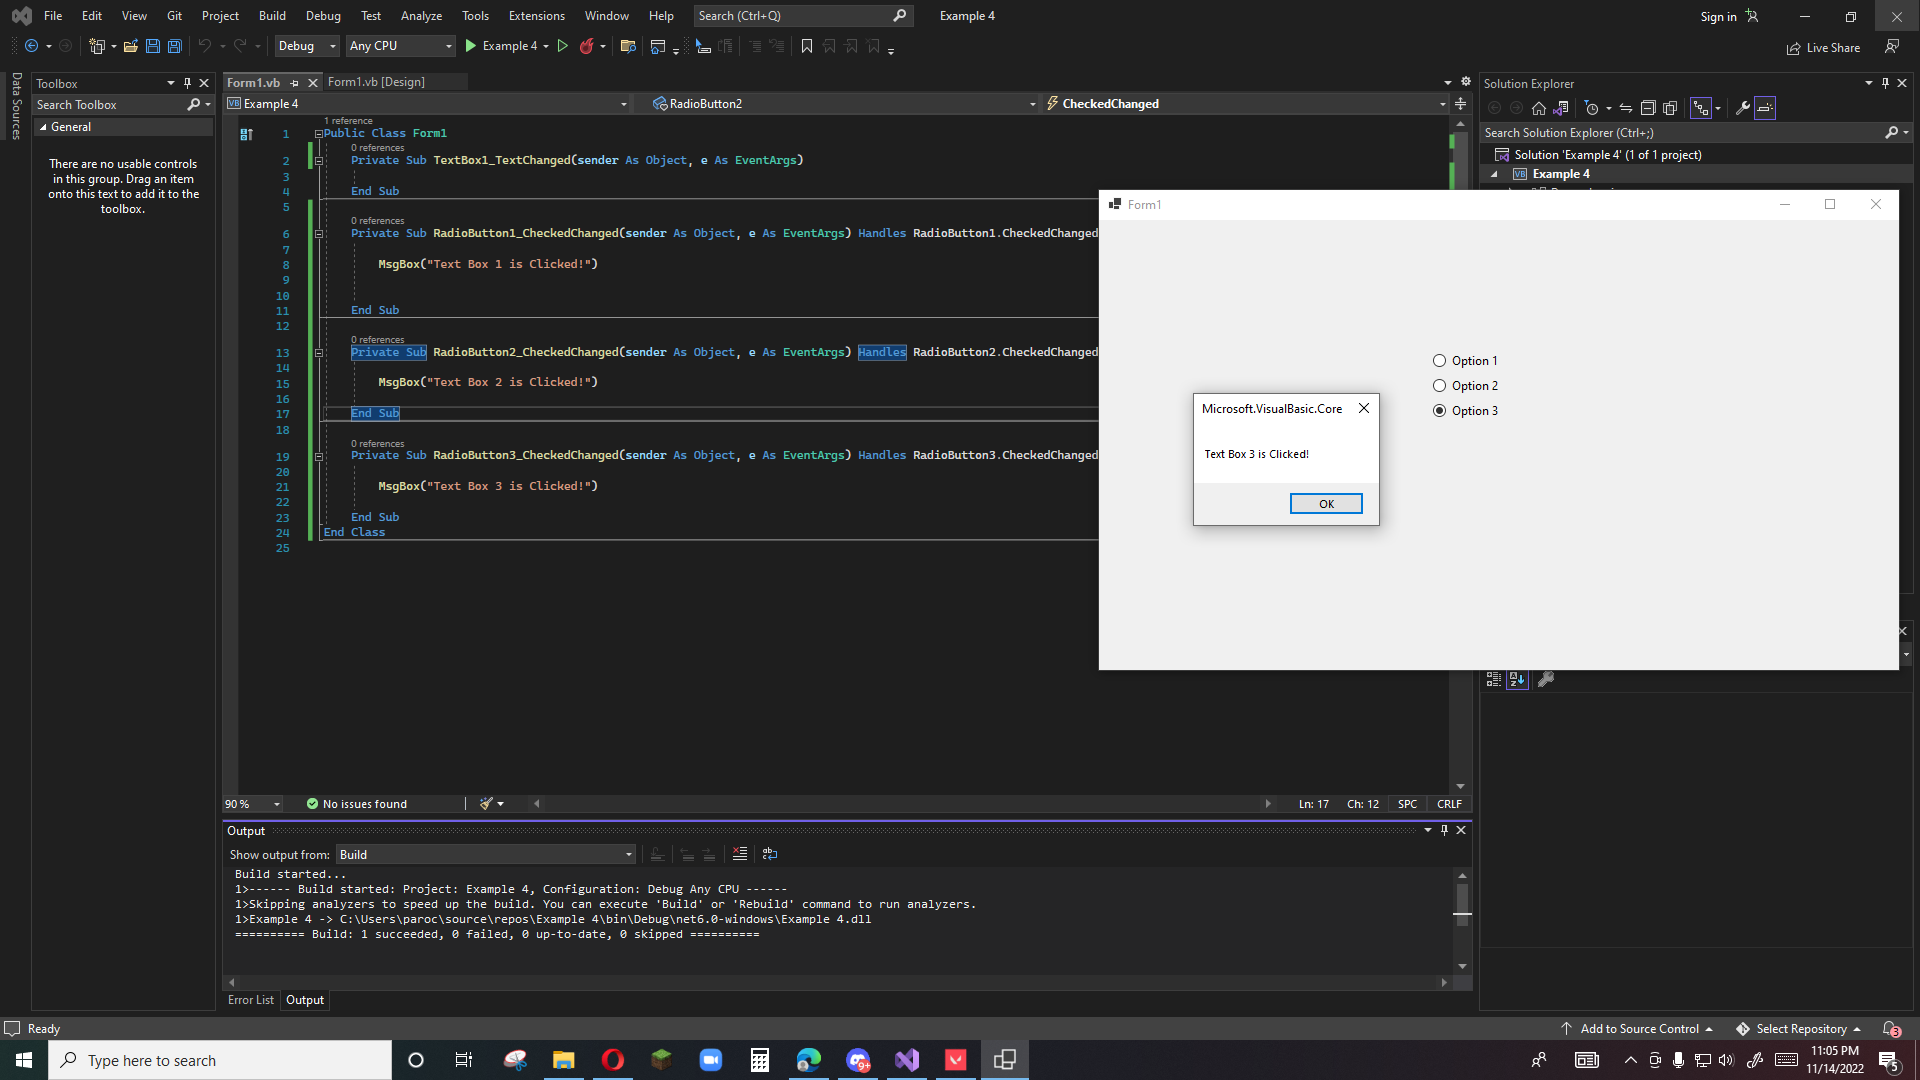 File Edit View Git Project Build Debug Test Analyze Tools Extensions Window Help Search (Ctrl+Q) Example 4 Sign in
Debug Any CPU Example 4 Live Share
Data Sources
Toolbox
Search Toolbox
General
There are no usable controls
in this group. Drag an item
onto this text to add it to the
toolbox.
Form1.vb Form1.vb [Design]
VB Example 4 RadioButton2 CheckedChanged
1 reference
1 Public Class Form1
0 references
2 Private Sub TextBox1_TextChanged(sender As Object, e As EventArgs)
3
4 End Sub
5
0 references
6 Private Sub RadioButton1_CheckedChanged(sender As Object, e As EventArgs) Handles RadioButton1.CheckedChanged
7
8 MsgBox("Text Box 1 is Clicked!")
9
10
11 End Sub
12
0 references
13 Private Sub RadioButton2_CheckedChanged(sender As Object, e As EventArgs) Handles RadioButton2.CheckedChanged
14
15 MsgBox("Text Box 2 is Clicked!")
16
17 End Sub
18
0 references
19 Private Sub RadioButton3_CheckedChanged(sender As Object, e As EventArgs) Handles RadioButton3.CheckedChanged
20
21 MsgBox("Text Box 3 is Clicked!")
22
23 End Sub
24 End Class
25
90 % No issues found Ln: 17 Ch: 12 SPC CRLF
Solution Explorer
Search Solution Explorer (Ctrl+;)
Solution 'Example 4' (1 of 1 project)
VB Example 4
Form1
Option 1
Option 2
Option 3
Microsoft.VisualBasic.Core
Text Box 3 is Clicked!
OK
Output
Show output from: Build
Build started...
1>------ Build started: Project: Example 4, Configuration: Debug Any CPU ------
1>Skipping analyzers to speed up the build. You can execute 'Build' or 'Rebuild' command to run analyzers.
1>Example 4 -> C:\Users\paroc\source\repos\Example 4\bin\Debug\net6.0-windows\Example 4.dll
========== Build: 1 succeeded, 0 failed, 0 up-to-date, 0 skipped ==========
Error List Output
Ready Add to Source Control Select Repository 3
Type here to search 9+ 11:05 PM
11/14/2022 5